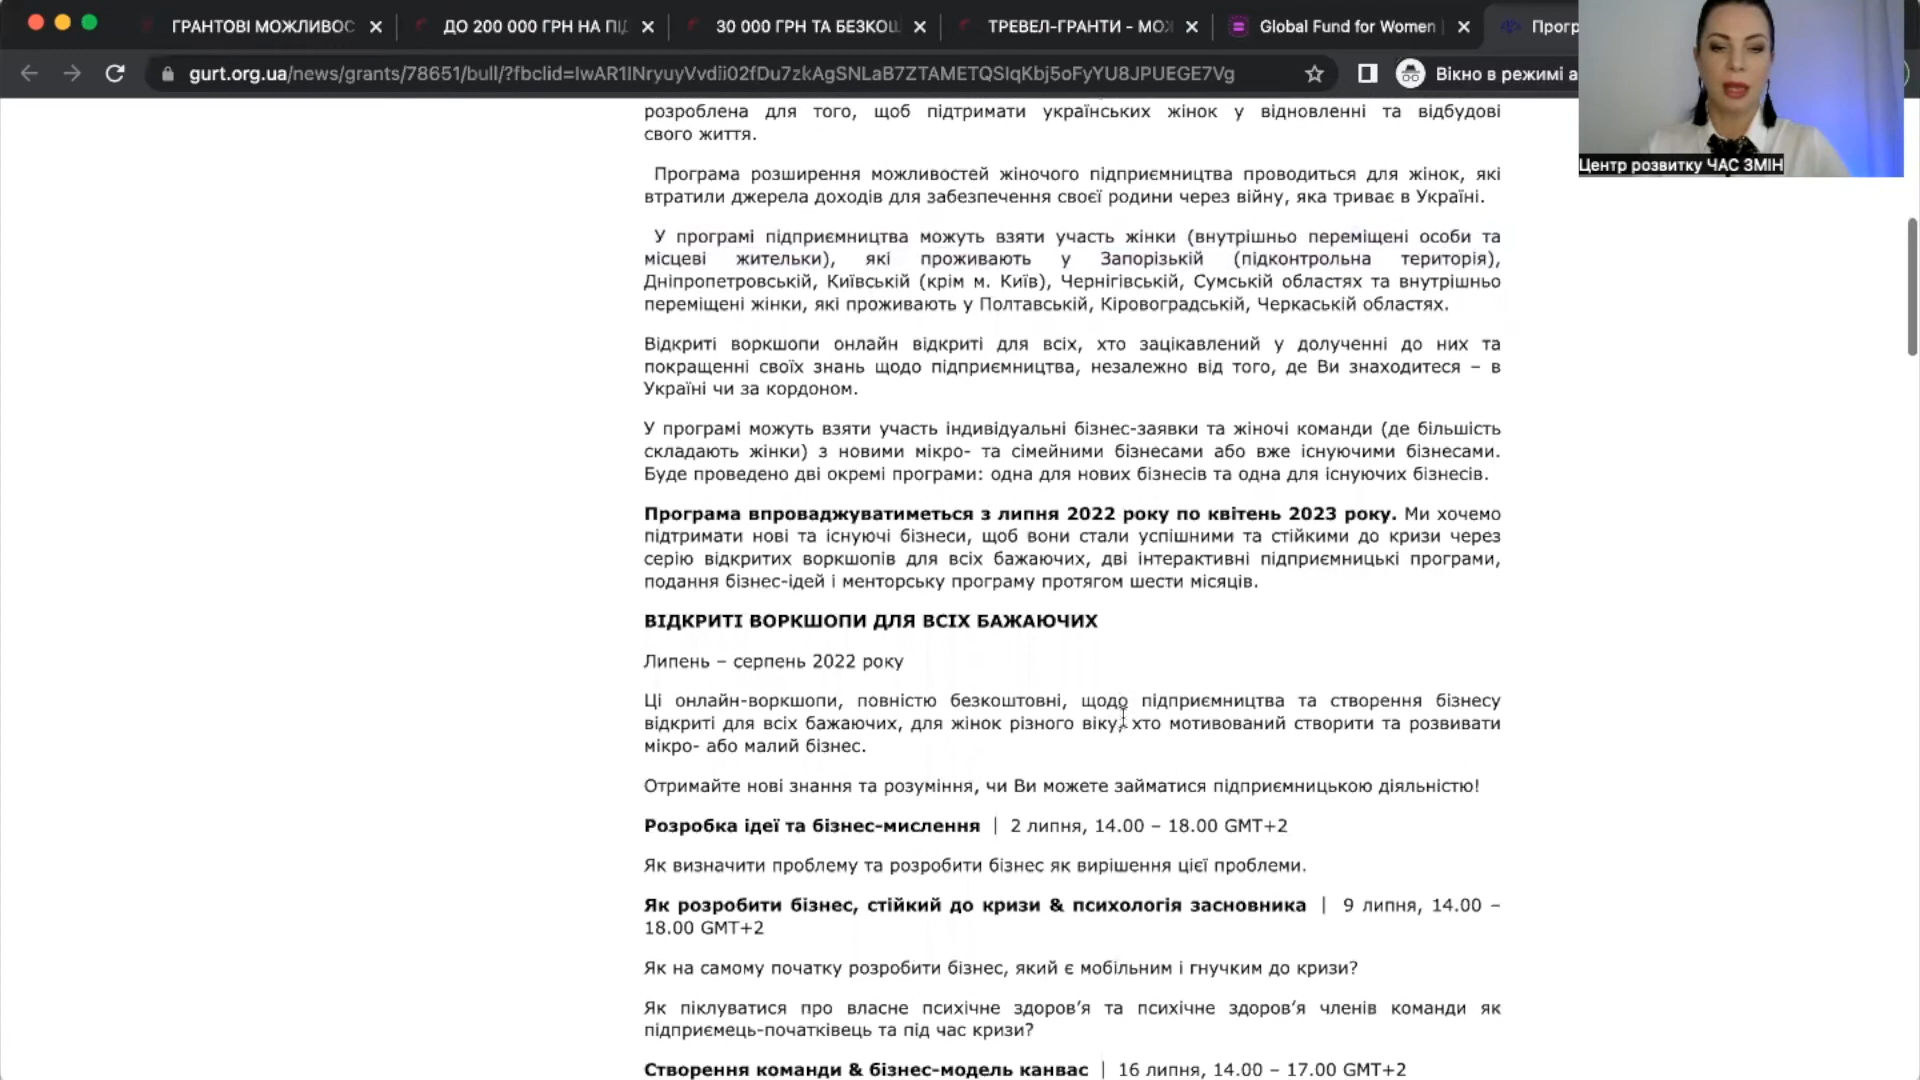 ГРАНТОВІ МОЖЛИВОС
ДО 200 000 ГРН НА ПІД
30 000 ГРН ТА БЕЗКОШ
ТРЕВЕЛ-ГРАНТИ – МОЖ
Global Fund for Women |
Прогр
gurt.org.ua/news/grants/78651/bull/?fbclid=IwAR1lNryuyVvdii02fDu7zkAgSNLaB7ZTAMETQSIqKbj5oFyYU8JPUEGE7Vg
Вікно в режимі а
Центр розвитку ЧАС ЗМІН
розроблена для того, щоб підтримати українських жінок у відновленні та відбудові
свого життя.
Програма розширення можливостей жіночого підприємництва проводиться для жінок, які
втратили джерела доходів для забезпечення своєї родини через війну, яка триває в Україні.
У програмі підприємництва можуть взяти участь жінки (внутрішньо переміщені особи та
місцеві жительки), які проживають у Запорізькій (підконтрольна територія),
Дніпропетровській, Київській (крім м. Київ), Чернігівській, Сумській областях та внутрішньо
переміщені жінки, які проживають у Полтавській, Кіровоградській, Черкаській областях.
Відкриті воркшопи онлайн відкриті для всіх, хто зацікавлений у долученні до них та
покращенні своїх знань щодо підприємництва, незалежно від того, де Ви знаходитеся – в
Україні чи за кордоном.
У програмі можуть взяти участь індивідуальні бізнес-заявки та жіночі команди (де більшість
складають жінки) з новими мікро- та сімейними бізнесами або вже існуючими бізнесами.
Буде проведено дві окремі програми: одна для нових бізнесів та одна для існуючих бізнесів.
Програма впроваджуватиметься з липня 2022 року по квітень 2023 року. Ми хочемо
підтримати нові та існуючі бізнеси, щоб вони стали успішними та стійкими до кризи через
серію відкритих воркшопів для всіх бажаючих, дві інтерактивні підприємницькі програми,
подання бізнес-ідей і менторську програму протягом шести місяців.
ВІДКРИТІ ВОРКШОПИ ДЛЯ ВСІХ БАЖАЮЧИХ
Липень – серпень 2022 року
Ці онлайн-воркшопи, повністю безкоштовні, щодо підприємництва та створення бізнесу
відкриті для всіх бажаючих, для жінок різного віку, хто мотивований створити та розвивати
мікро- або малий бізнес.
Отримайте нові знання та розуміння, чи Ви можете займатися підприємницькою діяльністю!
Розробка ідеї та бізнес-мислення | 2 липня, 14.00 – 18.00 GMT+2
Як визначити проблему та розробити бізнес як вирішення цієї проблеми.
Як розробити бізнес, стійкий до кризи & психологія засновника | 9 липня, 14.00 –
18.00 GMT+2
Як на самому початку розробити бізнес, який є мобільним і гнучким до кризи?
Як піклуватися про власне психічне здоров’я та психічне здоров’я членів команди як
підприємець-початківець та під час кризи?
Створення команди & бізнес-модель канвас | 16 липня, 14.00 – 17.00 GMT+2